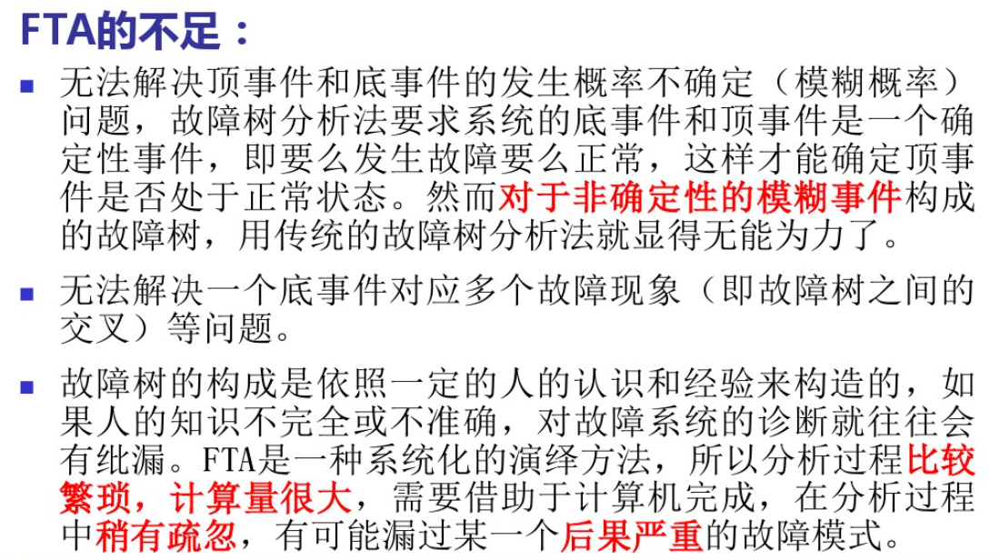 FTA的不足：
■ 无法解决顶事件和底事件的发生概率不确定（模糊概率）
问题，故障树分析法要求系统的底事件和顶事件是一个确
定性事件，即要么发生故障要么正常，这样才能确定顶事
件是否处于正常状态。然而对于非确定性的模糊事件构成
的故障树，用传统的故障树分析法就显得无能为力了。
■ 无法解决一个底事件对应多个故障现象（即故障树之间的
交叉）等问题。
■ 故障树的构成是依照一定的人的认识和经验来构造的，如
果人的知识不完全或不准确，对故障系统的诊断就往往会
有纰漏。FTA是一种系统化的演绎方法，所以分析过程比较
繁琐，计算量很大，需要借助于计算机完成，在分析过程
中稍有疏忽，有可能漏过某一个后果严重的故障模式。